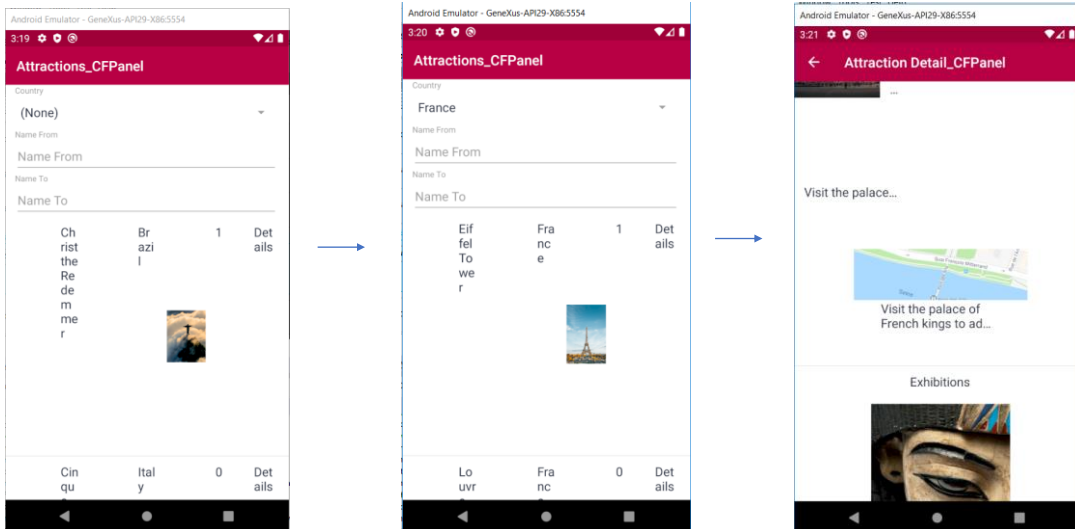 Android Emulator - GeneXus-API29-X86:5554
3:19
Attractions_CFPanel
Country
(None)
Name From
Name From
Name To
Name To
Ch
rist
the
Re
de
m
me
r
Br
azi
l
1
Det
ails
Cin
qu
Ital
y
0
Det
ails
Android Emulator - GeneXus-API29-X86:5554
3:20
Attractions_CFPanel
Country
France
Name From
Name From
Name To
Name To
Eif
fel
To
we
r
Fra
nc
e
1
Det
ails
Lo
uvr
Fra
nc
0
Det
ails
Android Emulator - GeneXus-API29-X86:5554
3:21
Attraction Detail_CFPanel
...
Visit the palace...
Visit the palace of
French kings to ad...
Exhibitions